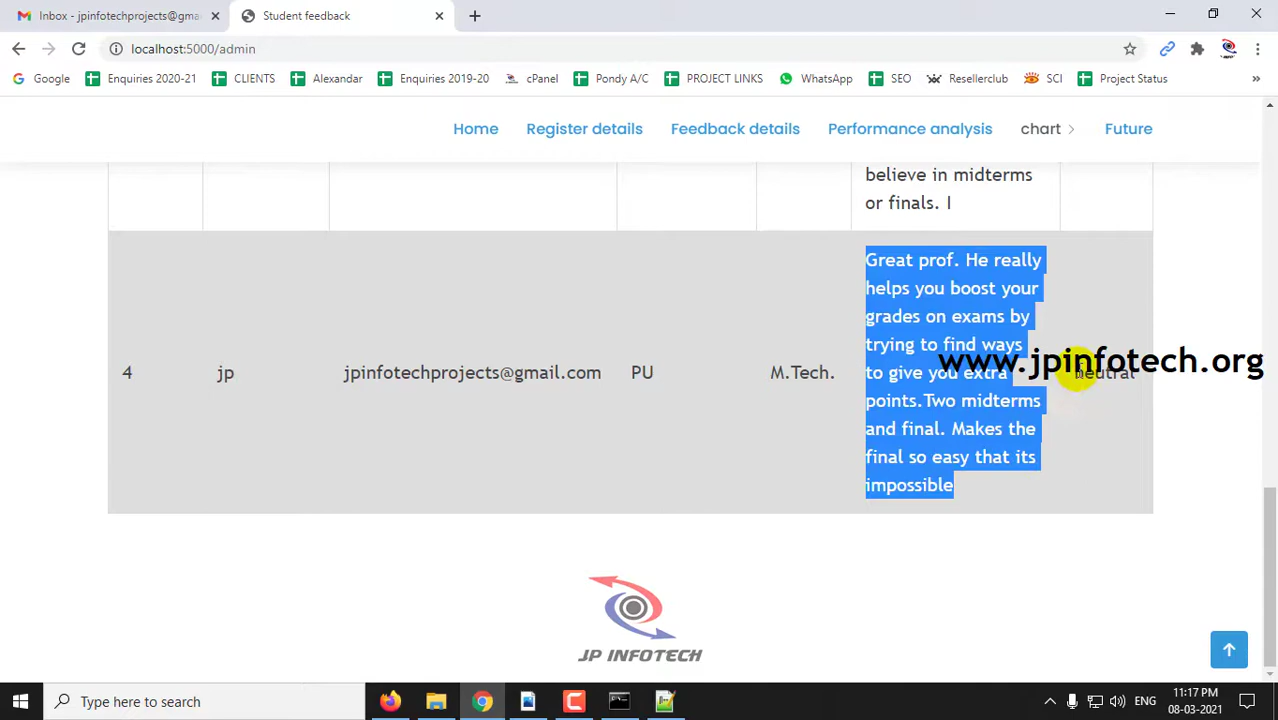 Inbox - jpinfotechprojects@gma
Student feedback
localhost:5000/admin
Google Enquiries 2020-21 CLIENTS Alexandar Enquiries 2019-20 cPanel Pondy A/C PROJECT LINKS WhatsApp SEO Resellerclub SCI Project Status »
Home Register details Feedback details Performance analysis chart Future
believe in midterms
or finals. I
4 jp jpinfotechprojects@gmail.com PU M.Tech.
Great prof. He really
helps you boost your
grades on exams by
trying to find ways
to give you extra
points.Two midterms
and final. Makes the
final so easy that its
impossible
neutral
www.jpinfotech.org
JP INFOTECH
Type here to search
ENG
11:17 PM
08-03-2021